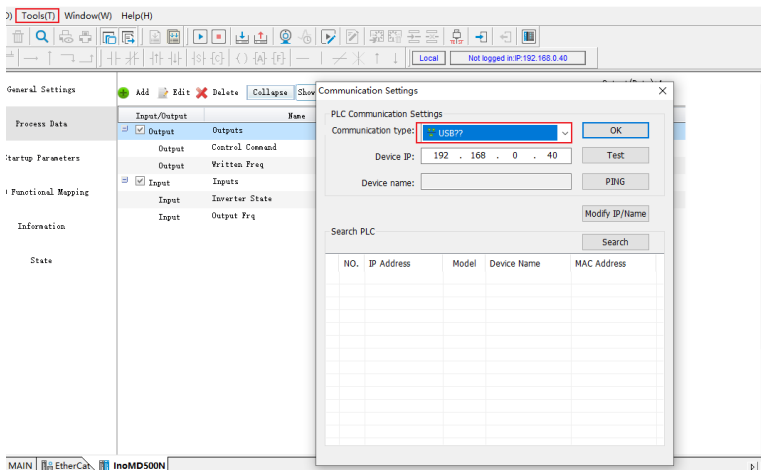 ) Tools(T) Window(W) Help(H)
Local Not logged in:IP:192.168.0.40
General Settings
Process Data
Startup Parameters
Functional Mapping
Information
State
Add Edit Delete Collapse Show
Input/Output Name
Output Outputs
Output Control Command
Output Written Freq
Input Inputs
Input Inverter State
Input Output Frq
Communication Settings
PLC Communication Settings
Communication type: USB?? OK
Device IP: 192 . 168 . 0 . 40 Test
Device name: PING
Modify IP/Name
Search PLC
Search
NO. IP Address Model Device Name MAC Address
MAIN EtherCat InoMD500N